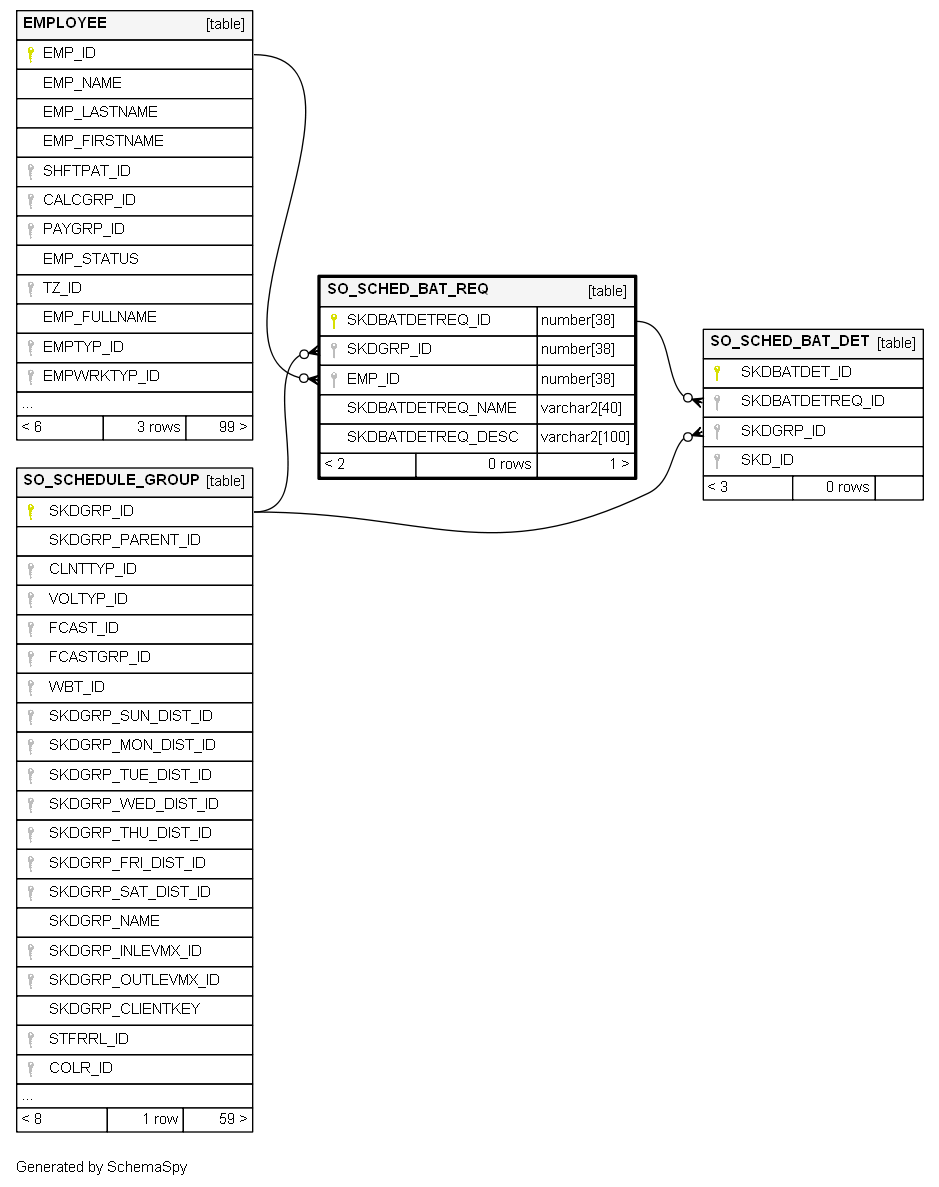 EMPLOYEE [table]
EMP_ID
EMP_NAME
EMP_LASTNAME
EMP_FIRSTNAME
SHFTPAT_ID
CALCGRP_ID
PAYGRP_ID
EMP_STATUS
TZ_ID
EMP_FULLNAME
EMPTYP_ID
EMPWRKTYP_ID
...
< 6 3 rows 99 >
SO_SCHEDULE_GROUP [table]
SKDGRP_ID
SKDGRP_PARENT_ID
CLNTTYP_ID
VOLTYP_ID
FCAST_ID
FCASTGRP_ID
WBT_ID
SKDGRP_SUN_DIST_ID
SKDGRP_MON_DIST_ID
SKDGRP_TUE_DIST_ID
SKDGRP_WED_DIST_ID
SKDGRP_THU_DIST_ID
SKDGRP_FRI_DIST_ID
SKDGRP_SAT_DIST_ID
SKDGRP_NAME
SKDGRP_INLEVMX_ID
SKDGRP_OUTLEVMX_ID
SKDGRP_CLIENTKEY
STFRRL_ID
COLR_ID
...
< 8 1 row 59 >
SO_SCHED_BAT_REQ [table]
SKDBATDETREQ_ID number[38]
SKDGRP_ID number[38]
EMP_ID number[38]
SKDBATDETREQ_NAME varchar2[40]
SKDBATDETREQ_DESC varchar2[100]
< 2 0 rows 1 >
SO_SCHED_BAT_DET [table]
SKDBATDET_ID
SKDBATDETREQ_ID
SKDGRP_ID
SKD_ID
< 3 0 rows
Generated by SchemaSpy